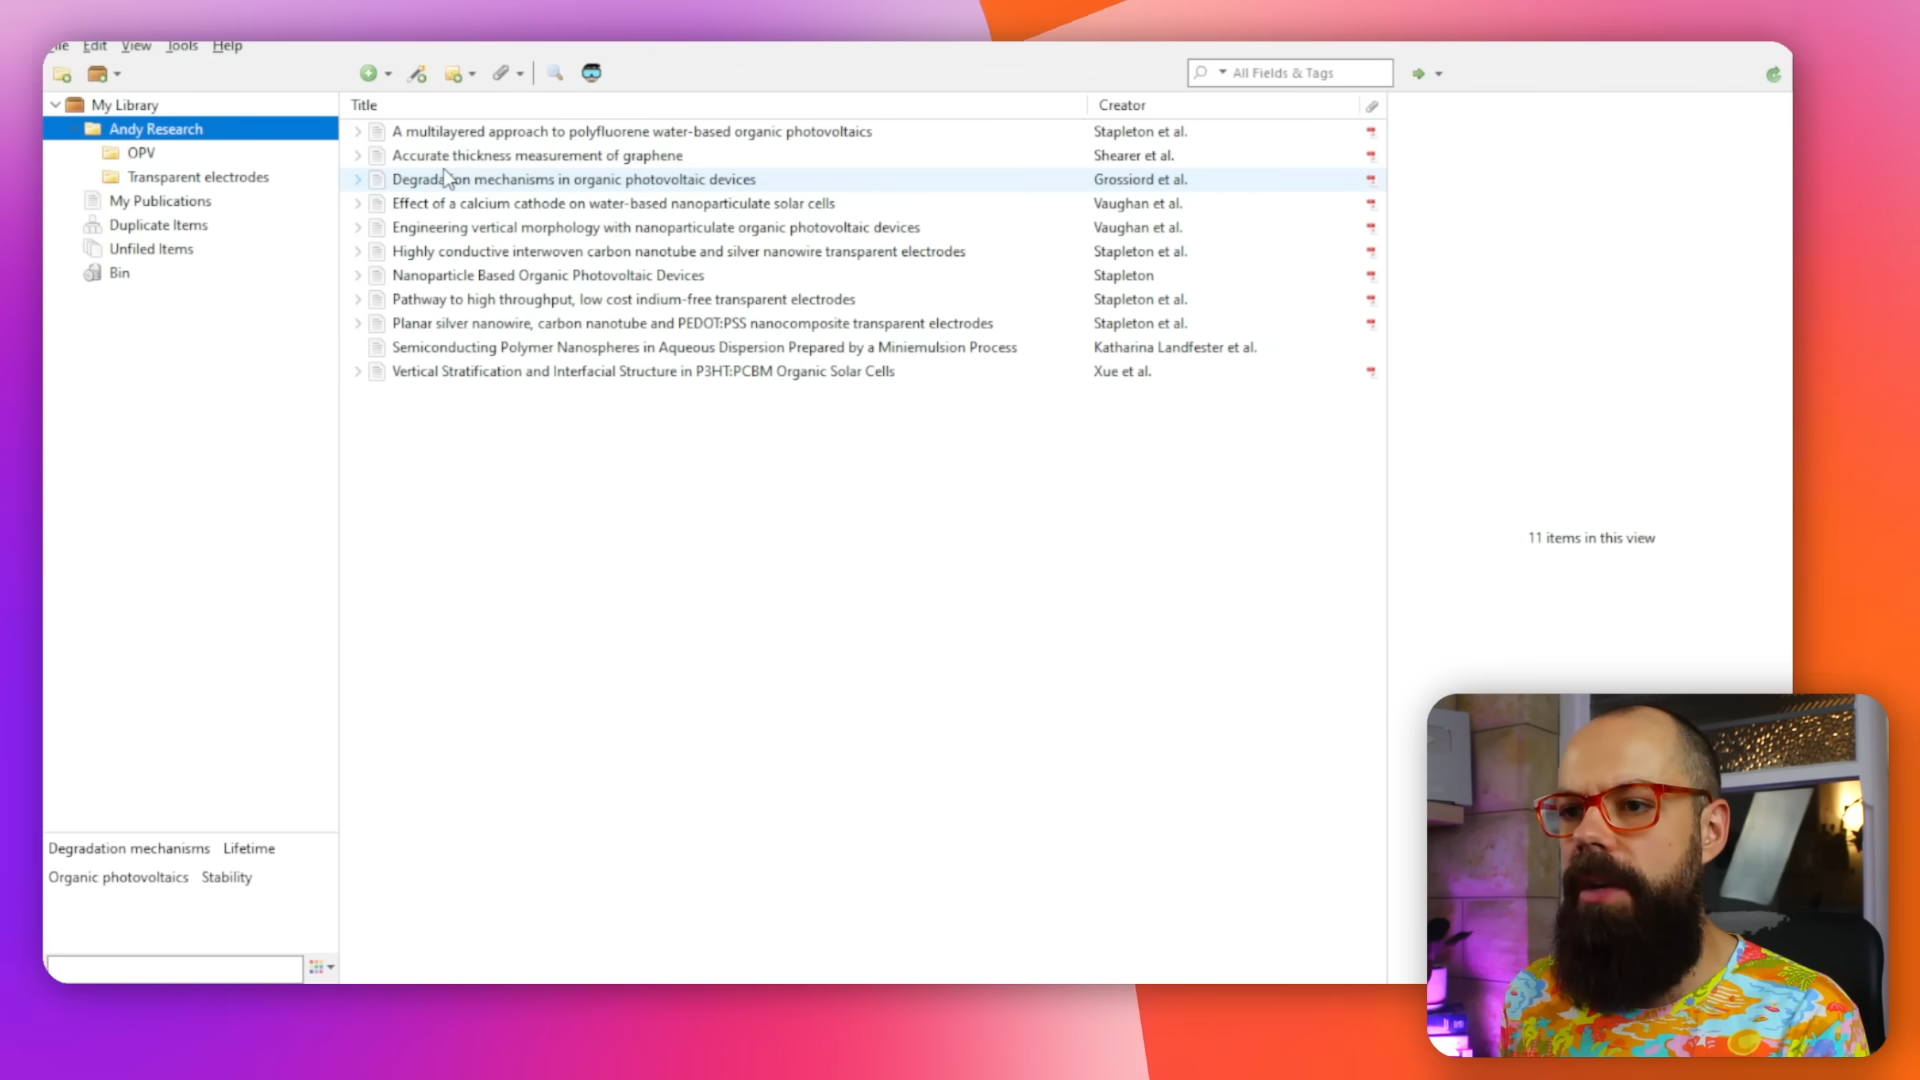 Edit View Tools Help
All Fields & Tags
My Library
Andy Research
OPV
Transparent electrodes
My Publications
Duplicate Items
Unfiled Items
Bin
Title Creator
A multilayered approach to polyfluorene water-based organic photovoltaics Stapleton et al.
Accurate thickness measurement of graphene Shearer et al.
Degradation mechanisms in organic photovoltaic devices Grossiord et al.
Effect of a calcium cathode on water-based nanoparticulate solar cells Vaughan et al.
Engineering vertical morphology with nanoparticulate organic photovoltaic devices Vaughan et al.
Highly conductive interwoven carbon nanotube and silver nanowire transparent electrodes Stapleton et al.
Nanoparticle Based Organic Photovoltaic Devices Stapleton
Pathway to high throughput, low cost indium-free transparent electrodes Stapleton et al.
Planar silver nanowire, carbon nanotube and PEDOT:PSS nanocomposite transparent electrodes Stapleton et al.
Semiconducting Polymer Nanospheres in Aqueous Dispersion Prepared by a Miniemulsion Process Katharina Landfester et al.
Vertical Stratification and Interfacial Structure in P3HT:PCBM Organic Solar Cells Xue et al.
11 items in this view
Degradation mechanisms Lifetime
Organic photovoltaics Stability